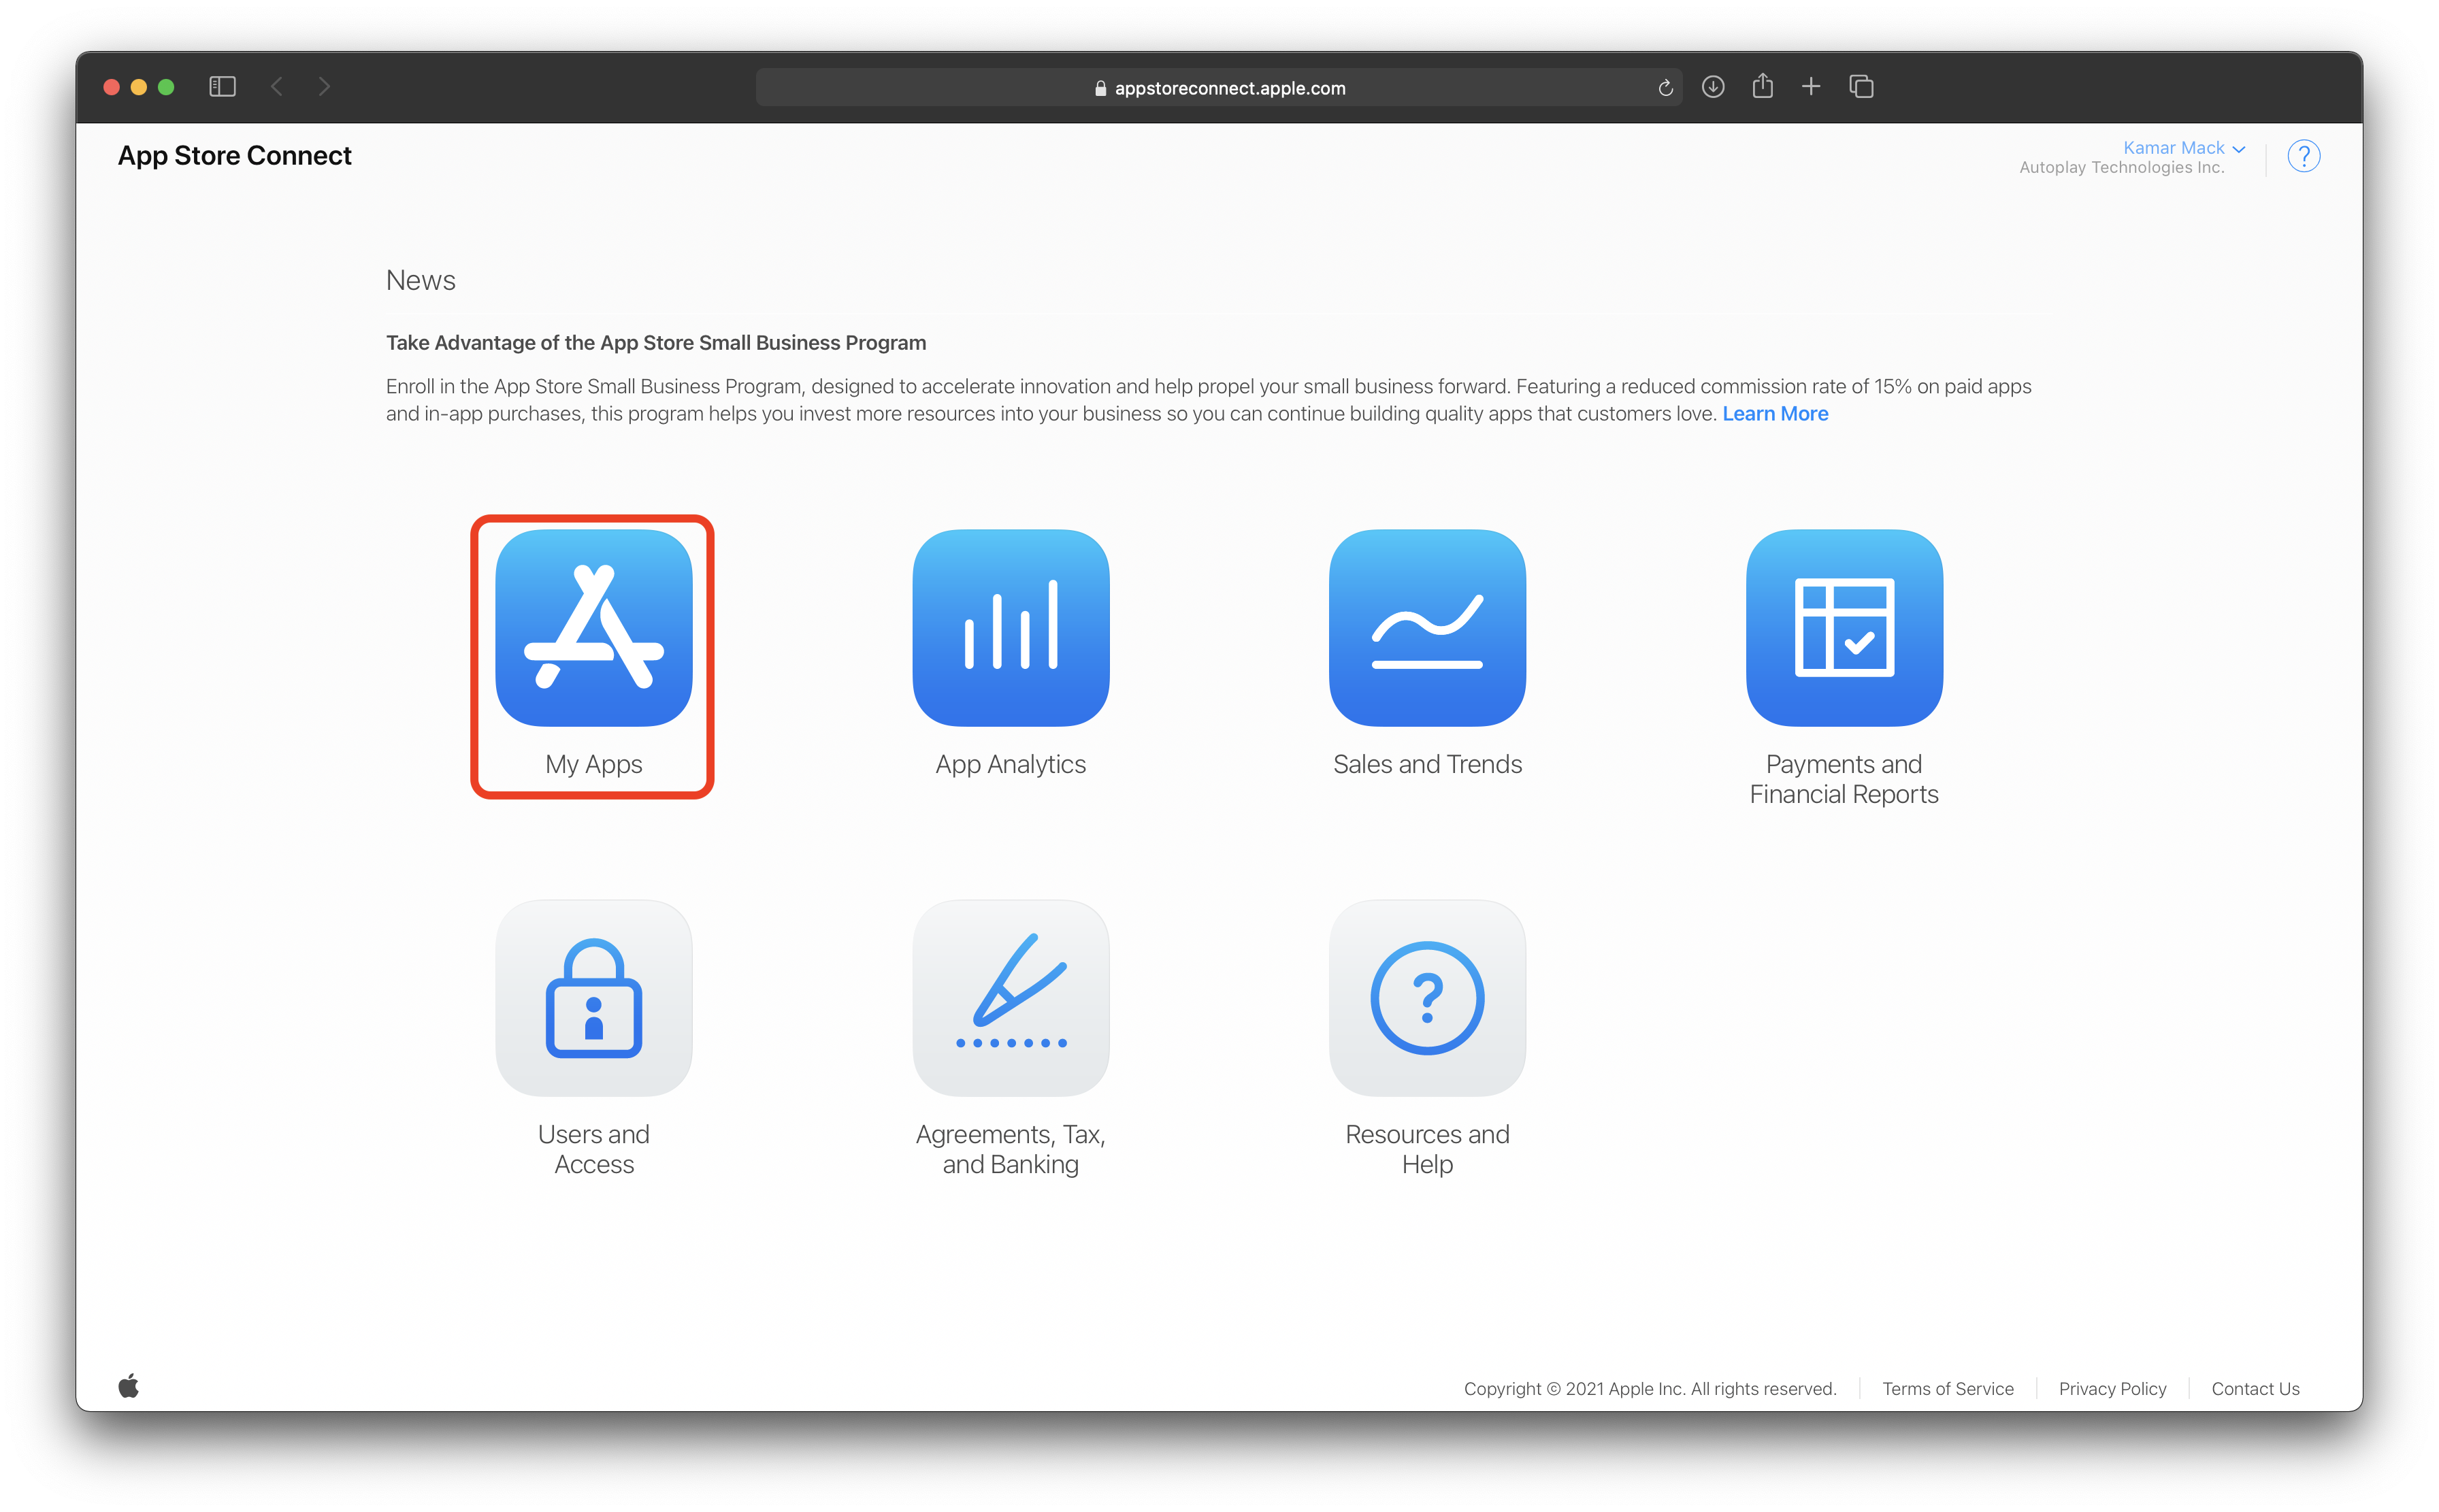 appstoreconnect.apple.com
App Store Connect
Kamar Mack
Autoplay Technologies Inc.
?
News
Take Advantage of the App Store Small Business Program
Enroll in the App Store Small Business Program, designed to accelerate innovation and help propel your small business forward. Featuring a reduced commission rate of 15% on paid apps
and in-app purchases, this program helps you invest more resources into your business so you can continue building quality apps that customers love. Learn More
My Apps
App Analytics
Sales and Trends
Payments and
Financial Reports
?
Users and
Access
Agreements, Tax,
and Banking
Resources and
Help
Copyright © 2021 Apple Inc. All rights reserved.
Terms of Service
Privacy Policy
Contact Us